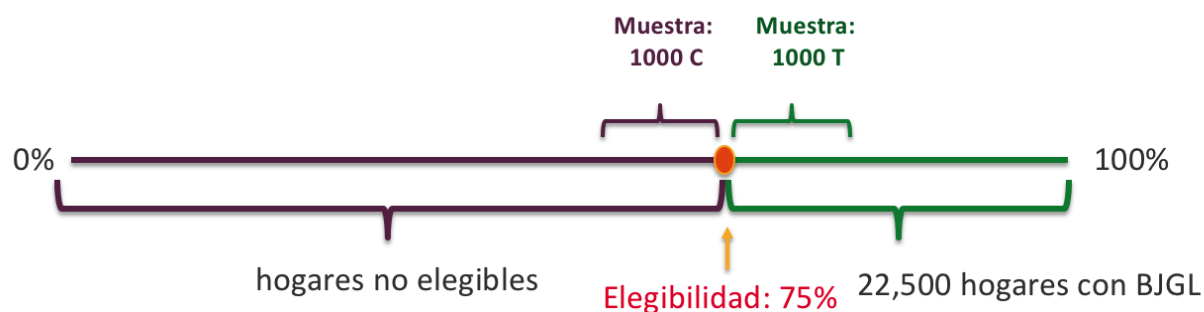 Muestra:
1000 C
Muestra:
1000 T
0%
100%
hogares no elegibles
Elegibilidad: 75%
22,500 hogares con BJGL